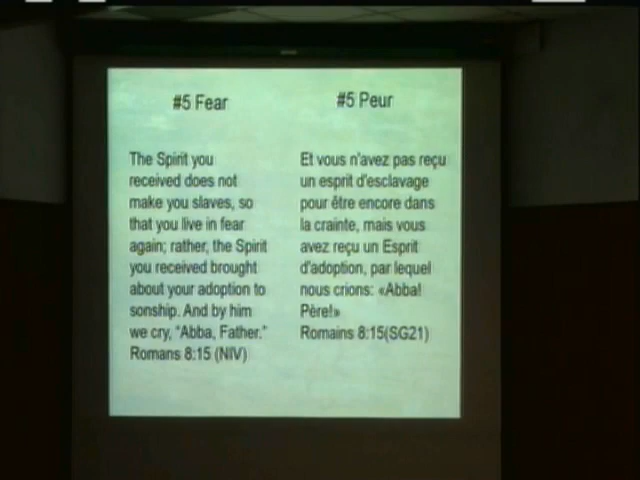 #5 Fear
The Spirit you
received does not
make you slaves, so
that you live in fear
again; rather, the Spirit
you received brought
about your adoption to
sonship. And by him
we cry, “Abba, Father.”
Romans 8:15 (NIV)
#5 Peur
Et vous n'avez pas reçu
un esprit d'esclavage
pour être encore dans
la crainte, mais vous
avez reçu un Esprit
d'adoption, par lequel
nous crions: «Abba!
Père!»
Romains 8:15(SG21)